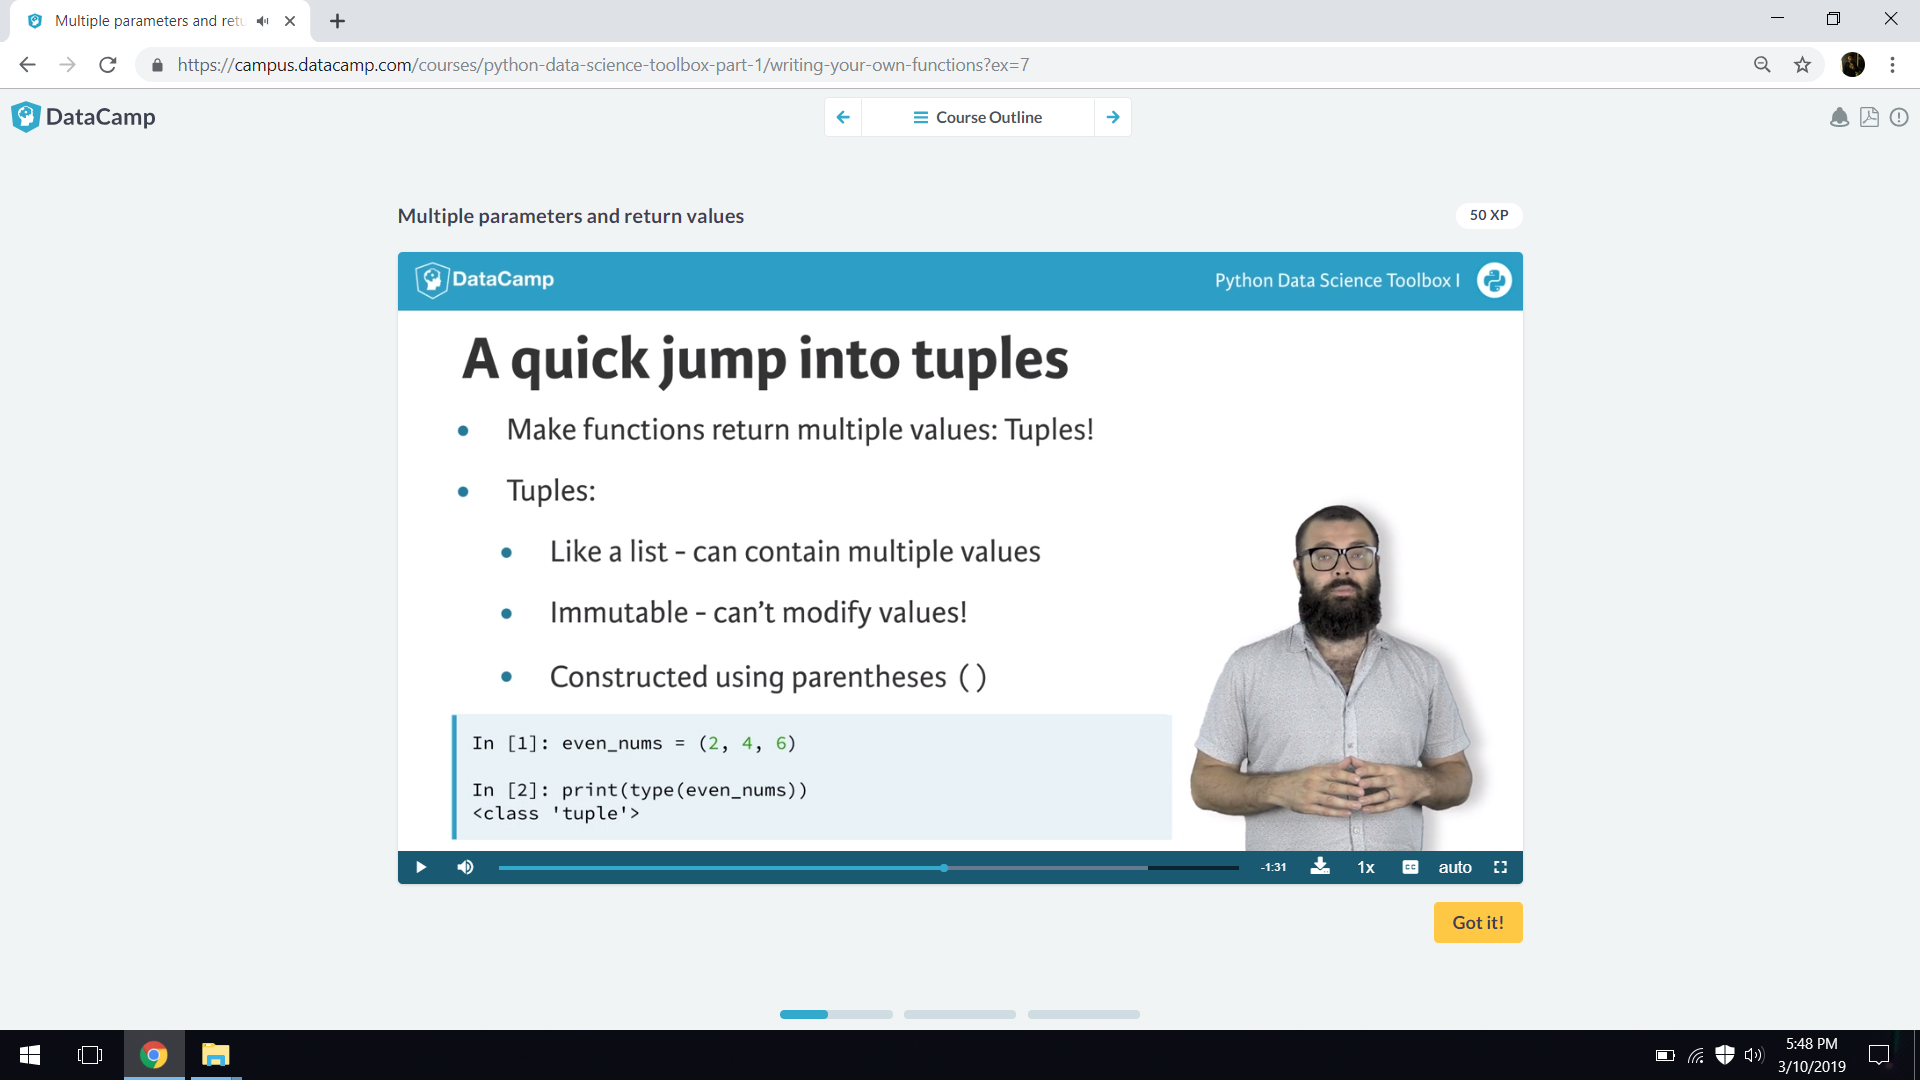 Multiple parameters and retu
https://campus.datacamp.com/courses/python-data-science-toolbox-part-1/writing-your-own-functions?ex=7
DataCamp
Course Outline
Multiple parameters and return values
50 XP
DataCamp
Python Data Science Toolbox I
A quick jump into tuples
• Make functions return multiple values: Tuples!
• Tuples:
• Like a list - can contain multiple values
• Immutable - can’t modify values!
• Constructed using parentheses ()
In [1]: even_nums = (2, 4, 6)
In [2]: print(type(even_nums))
<class 'tuple'>
-1:31
1x
CC
auto
Got it!
5:48 PM
3/10/2019